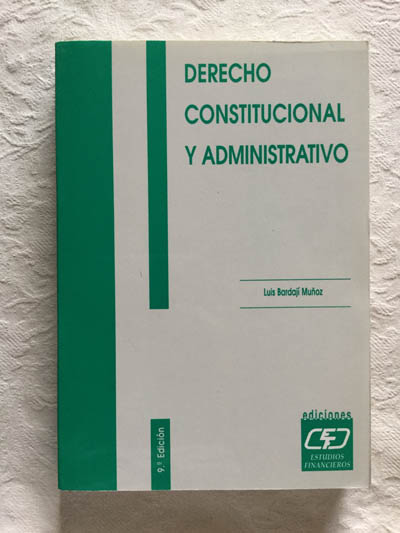 DERECHO
CONSTITUCIONAL
Y ADMINISTRATIVO
Luis Bardají Muñoz
9.ª Edición
ediciones
CEF
ESTUDIOS
FINANCIEROS